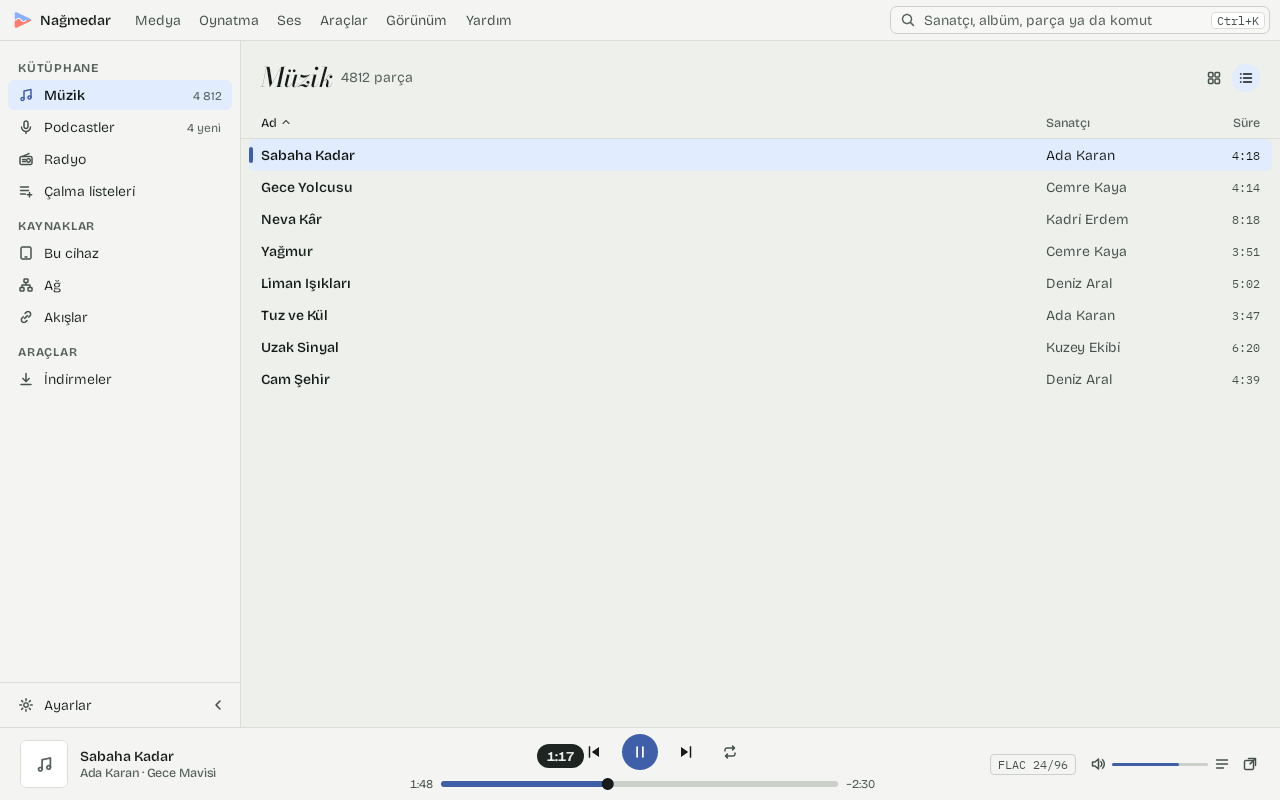 Nağmedar Medya Oynatma Ses Araçlar Görünüm Yardım Sanatçı, albüm, parça ya da komut Ctrl+K
KÜTÜPHANE
Müzik 4 812
Podcastler 4 yeni
Radyo
Çalma listeleri
KAYNAKLAR
Bu cihaz
Ağ
Akışlar
ARAÇLAR
İndirmeler
Ayarlar
Müzik 4812 parça
Ad Sanatçı Süre
Sabaha Kadar Ada Karan 4:18
Gece Yolcusu Cemre Kaya 4:14
Neva Kâr Kadri Erdem 8:18
Yağmur Cemre Kaya 3:51
Liman Işıkları Deniz Aral 5:02
Tuz ve Kül Ada Karan 3:47
Uzak Sinyal Kuzey Ekibi 6:20
Cam Şehir Deniz Aral 4:39
Sabaha Kadar
Ada Karan · Gece Mavisi
1:17
1:48 −2:30
FLAC 24/96